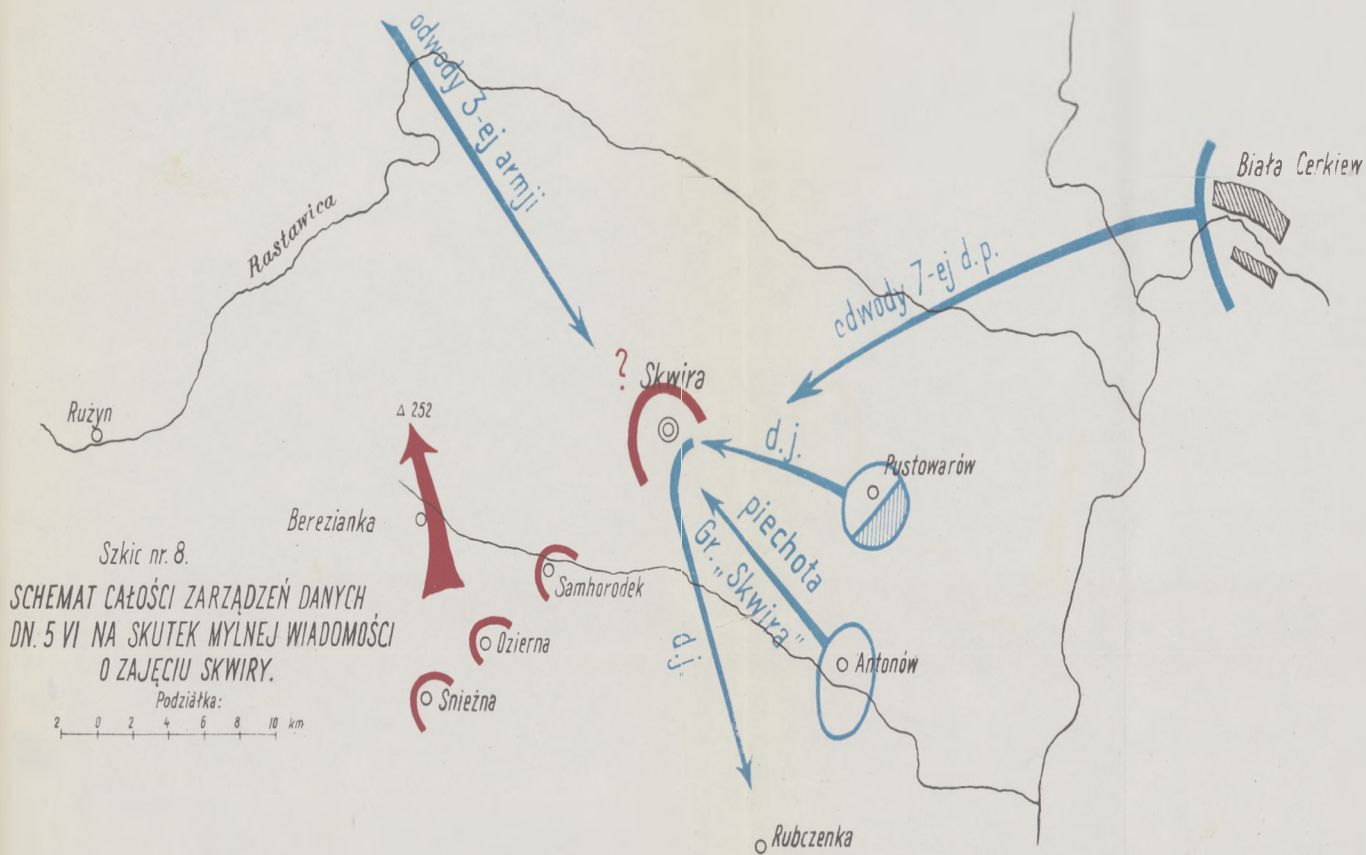 odwody 3-ej armji
Rastawica
Biała Cerkiew
odwody 7-ej d.p.
? Skwira
Rużyn
△ 252
d.j.
Pustowarów
Berezianka
piechota
Gr. „Skwira”
Szkic nr. 8.
SCHEMAT CAŁOŚCI ZARZĄDZEŃ DANYCH
DN. 5 VI NA SKUTEK MYLNEJ WIADOMOŚCI
O ZAJĘCIU SKWIRY.
Podziałka:
2 0 2 4 6 8 10 km
Samhorodek
Ozierna
d.j.
Antonów
Śnieżna
Rubczenka